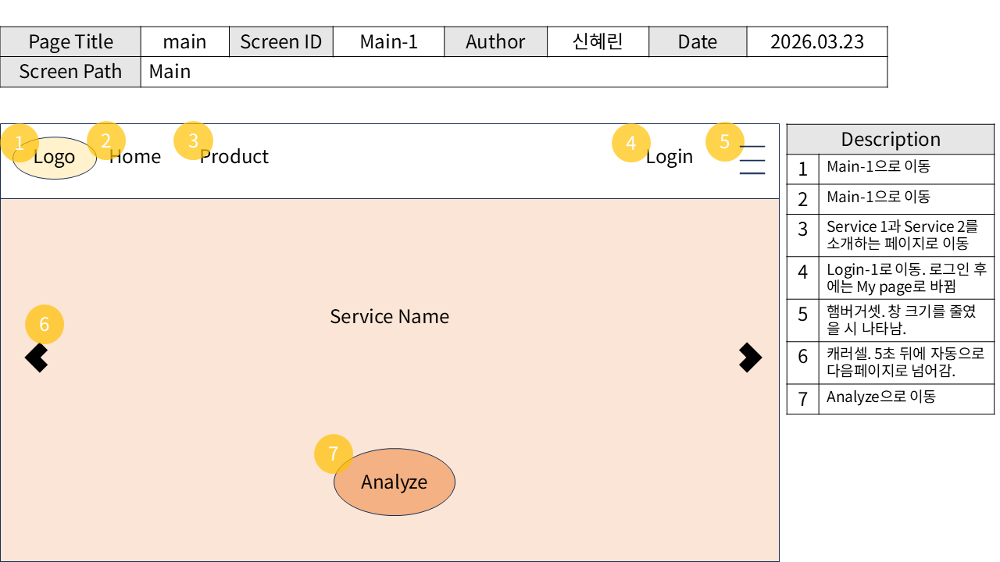 Page Title main Screen ID Main-1 Author 신혜린 Date 2026.03.23
Screen Path Main
1 2 3 4 5
Logo Home Product Login
6
Service Name
7
Analyze
Description
1 Main-1으로 이동
2 Main-1으로 이동
3 Service 1과 Service 2를
소개하는 페이지로 이동
4 Login-1로 이동. 로그인 후
에는 My page로 바뀜
5 햄버거셋. 창 크기를 줄였
을 시 나타남.
6 캐러셀. 5초 뒤에 자동으로
다음페이지로 넘어감.
7 Analyze으로 이동